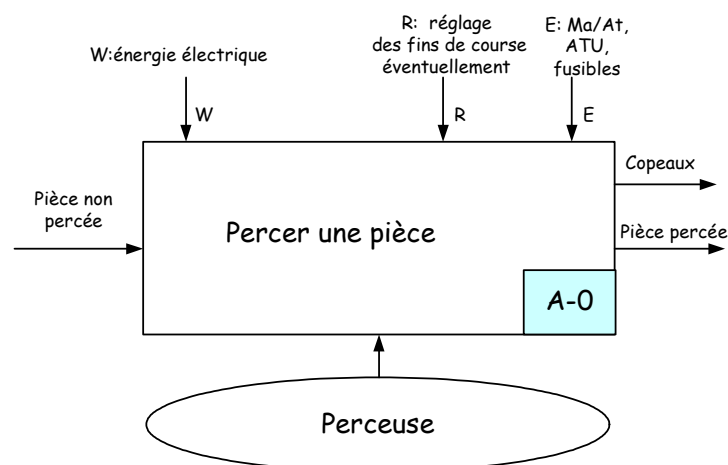 R: réglage
des fins de course
éventuellement
E: Ma/At,
ATU,
fusibles
W:énergie électrique
W
R
E
Copeaux
Pièce non
percée
Percer une pièce
Pièce percée
A-0
Perceuse